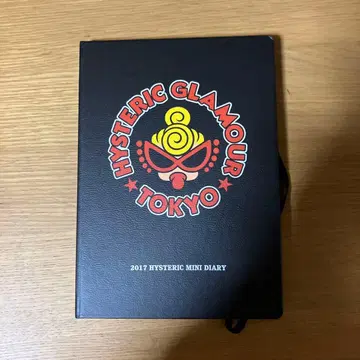 HYSTERIC GLAMOUR
TOKYO
2017 HYSTERIC MINI DIARY